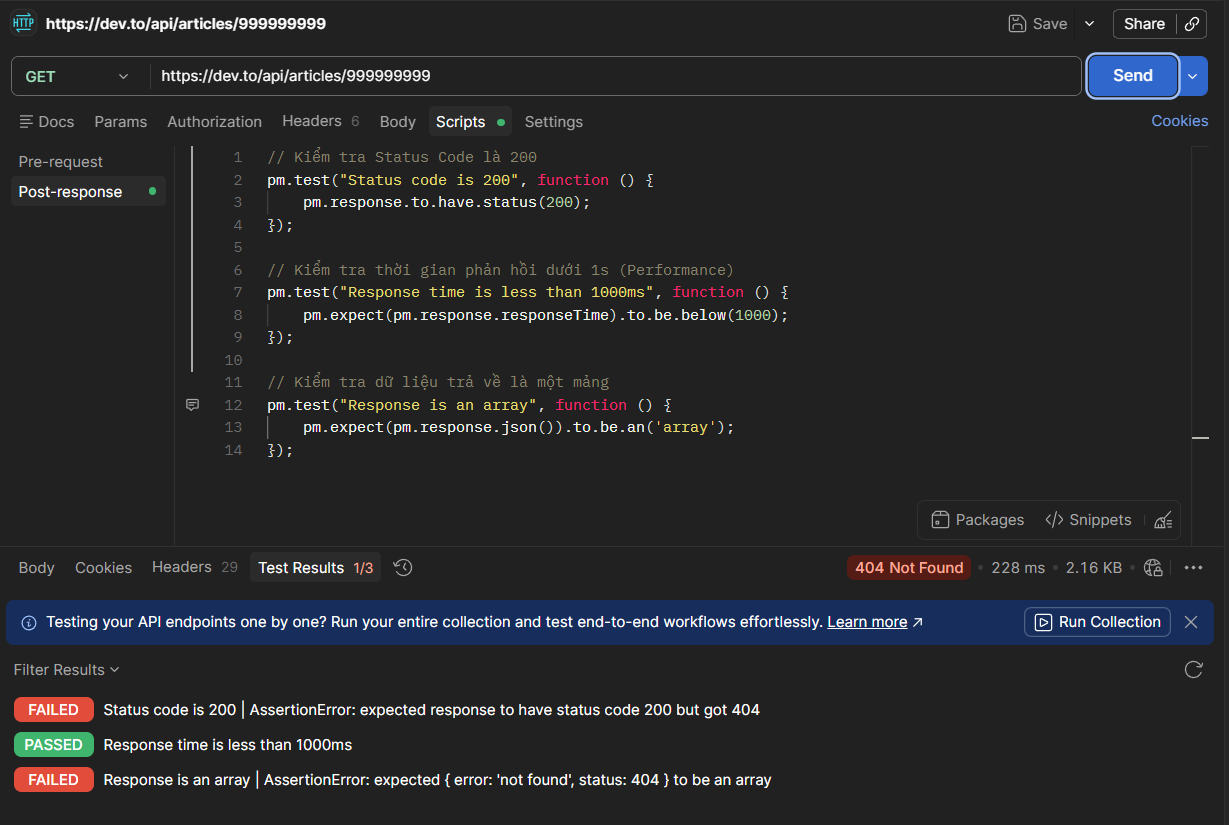 HTTP https://dev.to/api/articles/999999999 Save Share
GET https://dev.to/api/articles/999999999 Send
Docs Params Authorization Headers 6 Body Scripts Settings Cookies
Pre-request
Post-response
1 // Kiểm tra Status Code là 200
2 pm.test("Status code is 200", function () {
3 pm.response.to.have.status(200);
4 });
5
6 // Kiểm tra thời gian phản hồi dưới 1s (Performance)
7 pm.test("Response time is less than 1000ms", function () {
8 pm.expect(pm.response.responseTime).to.be.below(1000);
9 });
10
11 // Kiểm tra dữ liệu trả về là một mảng
12 pm.test("Response is an array", function () {
13 pm.expect(pm.response.json()).to.be.an('array');
14 });
Packages </> Snippets
Body Cookies Headers 29 Test Results 1/3 404 Not Found • 228 ms • 2.16 KB •
Testing your API endpoints one by one? Run your entire collection and test end-to-end workflows effortlessly. Learn more ↗ Run Collection
Filter Results
FAILED Status code is 200 | AssertionError: expected response to have status code 200 but got 404
PASSED Response time is less than 1000ms
FAILED Response is an array | AssertionError: expected { error: 'not found', status: 404 } to be an array